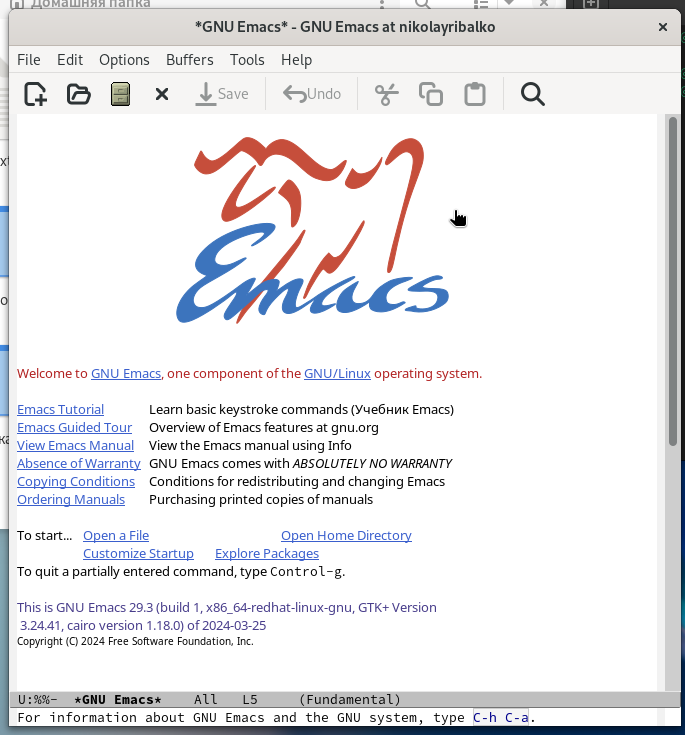 Домашняя папка
*GNU Emacs* - GNU Emacs at nikolayribalko
File Edit Options Buffers Tools Help
Save Undo
Emacs
Welcome to GNU Emacs, one component of the GNU/Linux operating system.
Emacs Tutorial Learn basic keystroke commands (Учебник Emacs)
Emacs Guided Tour Overview of Emacs features at gnu.org
View Emacs Manual View the Emacs manual using Info
Absence of Warranty GNU Emacs comes with ABSOLUTELY NO WARRANTY
Copying Conditions Conditions for redistributing and changing Emacs
Ordering Manuals Purchasing printed copies of manuals
To start... Open a File Open Home Directory
Customize Startup Explore Packages
To quit a partially entered command, type Control-g.
This is GNU Emacs 29.3 (build 1, x86_64-redhat-linux-gnu, GTK+ Version
3.24.41, cairo version 1.18.0) of 2024-03-25
Copyright (C) 2024 Free Software Foundation, Inc.
U:%%- *GNU Emacs* All L5 (Fundamental)
For information about GNU Emacs and the GNU system, type C-h C-a.